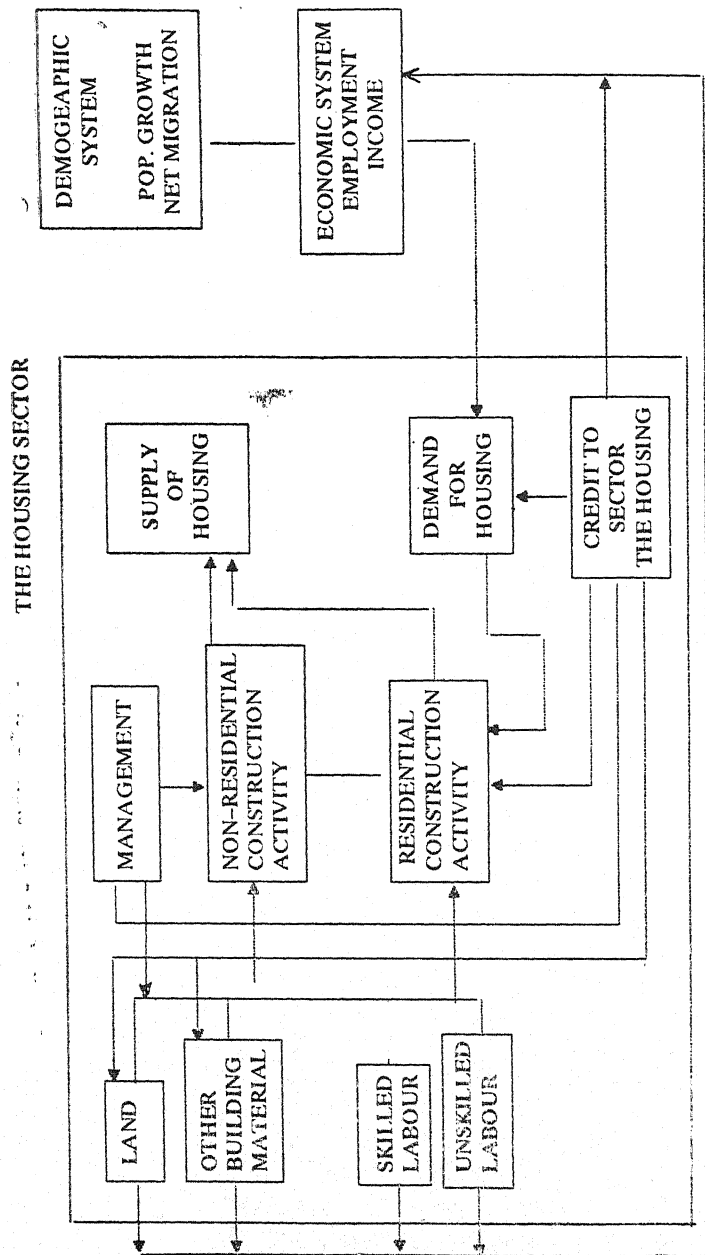 THE HOUSING SECTOR
DEMOGEAPHIC
SYSTEM
POP. GROWTH
NET MIGRATION
ECONOMIC SYSTEM
EMPLOYMENT
INCOME
SUPPLY
OF
HOUSING
DEMAND
FOR
HOUSING
CREDIT TO
SECTOR
THE HOUSING
MANAGEMENT
NON-RESIDENTIAL
CONSTRUCTION
ACTIVITY
RESIDENTIAL
CONSTRUCTION
ACTIVITY
LAND
OTHER
BUILDING
MATERIAL
SKILLED
LABOUR
UNSKILLED
LABOUR